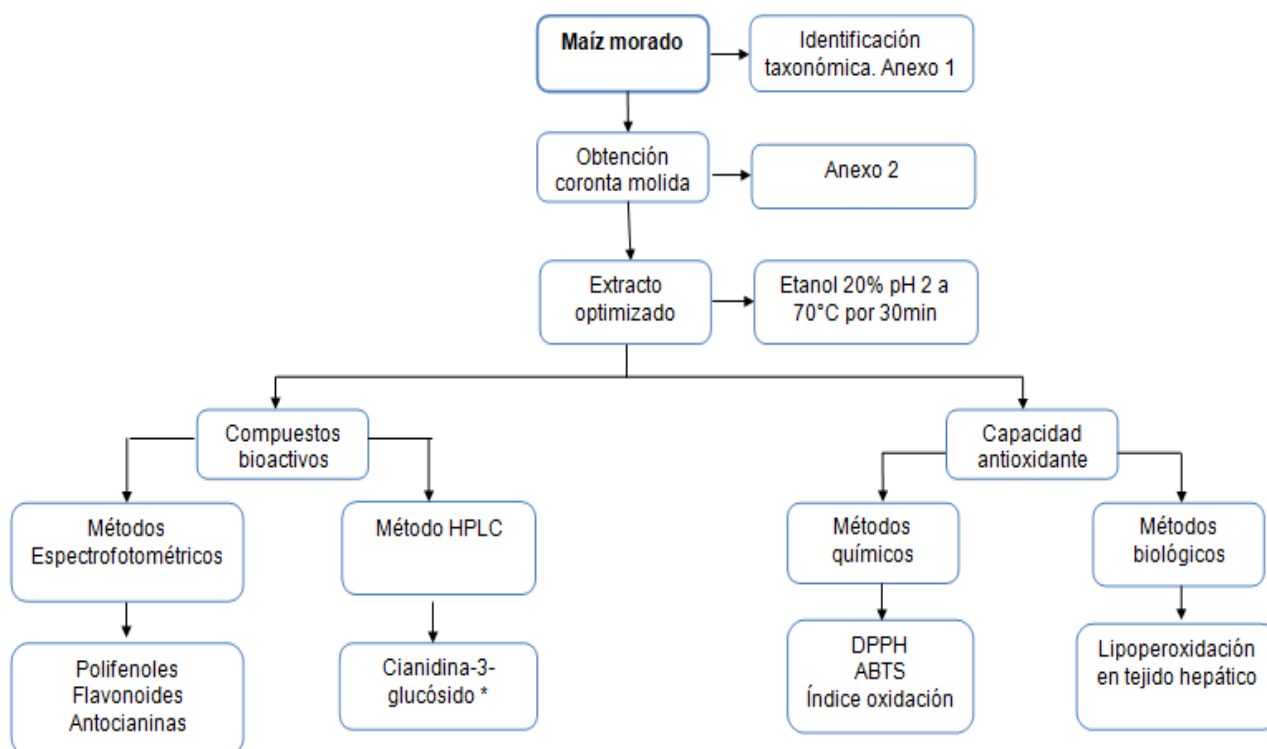 Maíz morado
Identificación
taxonómica. Anexo 1
Obtención
coronta molida
Anexo 2
Extracto
optimizado
Etanol 20% pH 2 a
70°C por 30min
Compuestos
bioactivos
Capacidad
antioxidante
Métodos
Espectrofotométricos
Método HPLC
Métodos
químicos
Métodos
biológicos
Polifenoles
Flavonoides
Antocianinas
Cianidina-3-
glucósido *
DPPH
ABTS
Índice oxidación
Lipoperoxidación
en tejido hepático